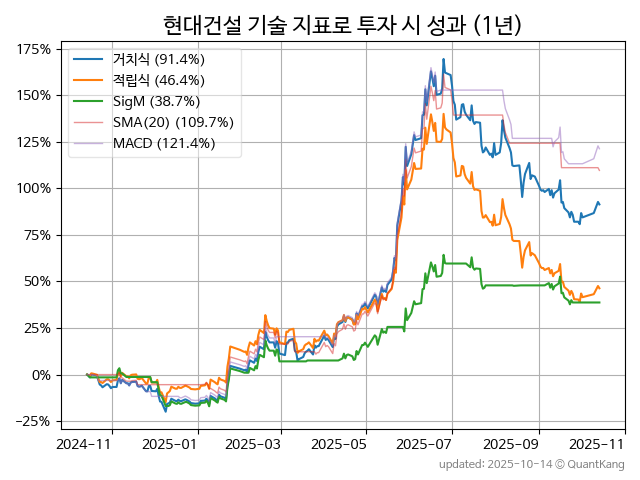 현대건설 기술 지표로 투자 시 성과 (1년)
거치식 (91.4%)
적립식 (46.4%)
SigM (38.7%)
SMA(20) (109.7%)
MACD (121.4%)
175%
150%
125%
100%
75%
50%
25%
0%
−25%
2024-11 2025-01 2025-03 2025-05 2025-07 2025-09 2025-11
updated: 2025-10-14 © QuantKang